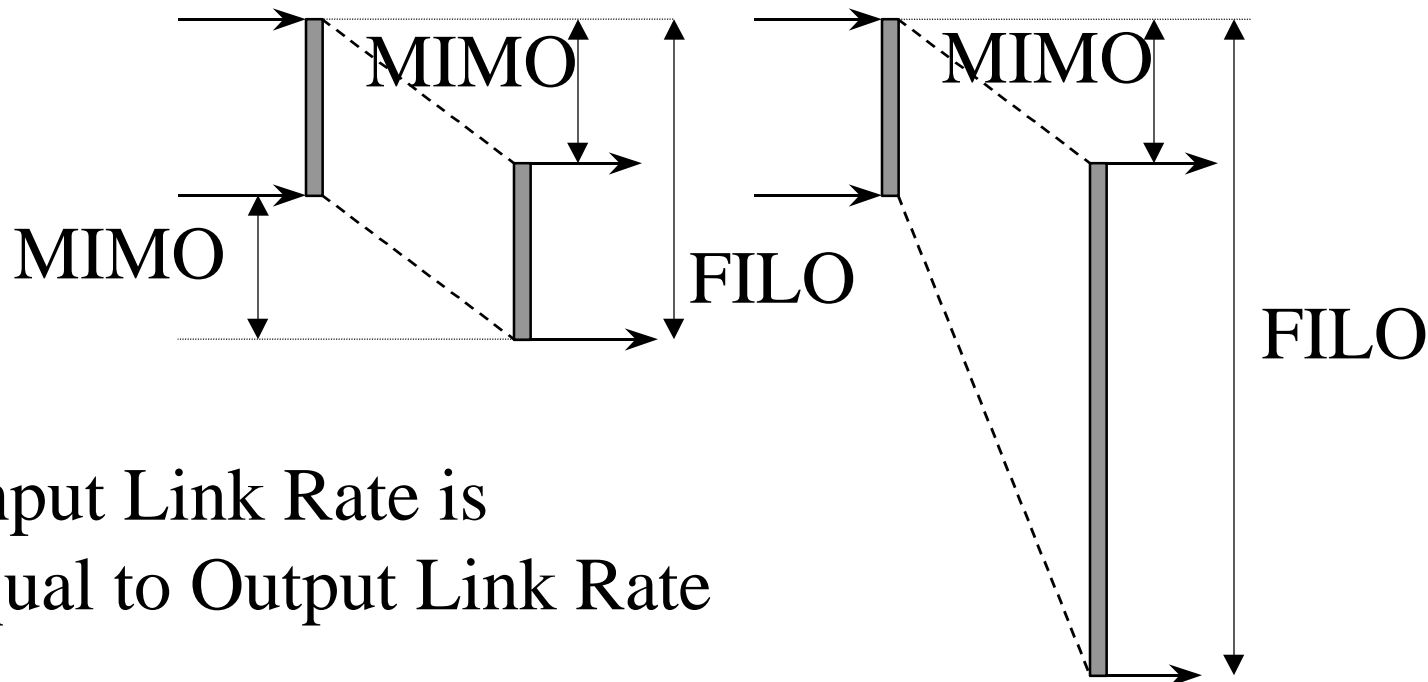 MIMO
MIMO
MIMO
FILO
FILO
nput Link Rate is
ual to Output Link Rate